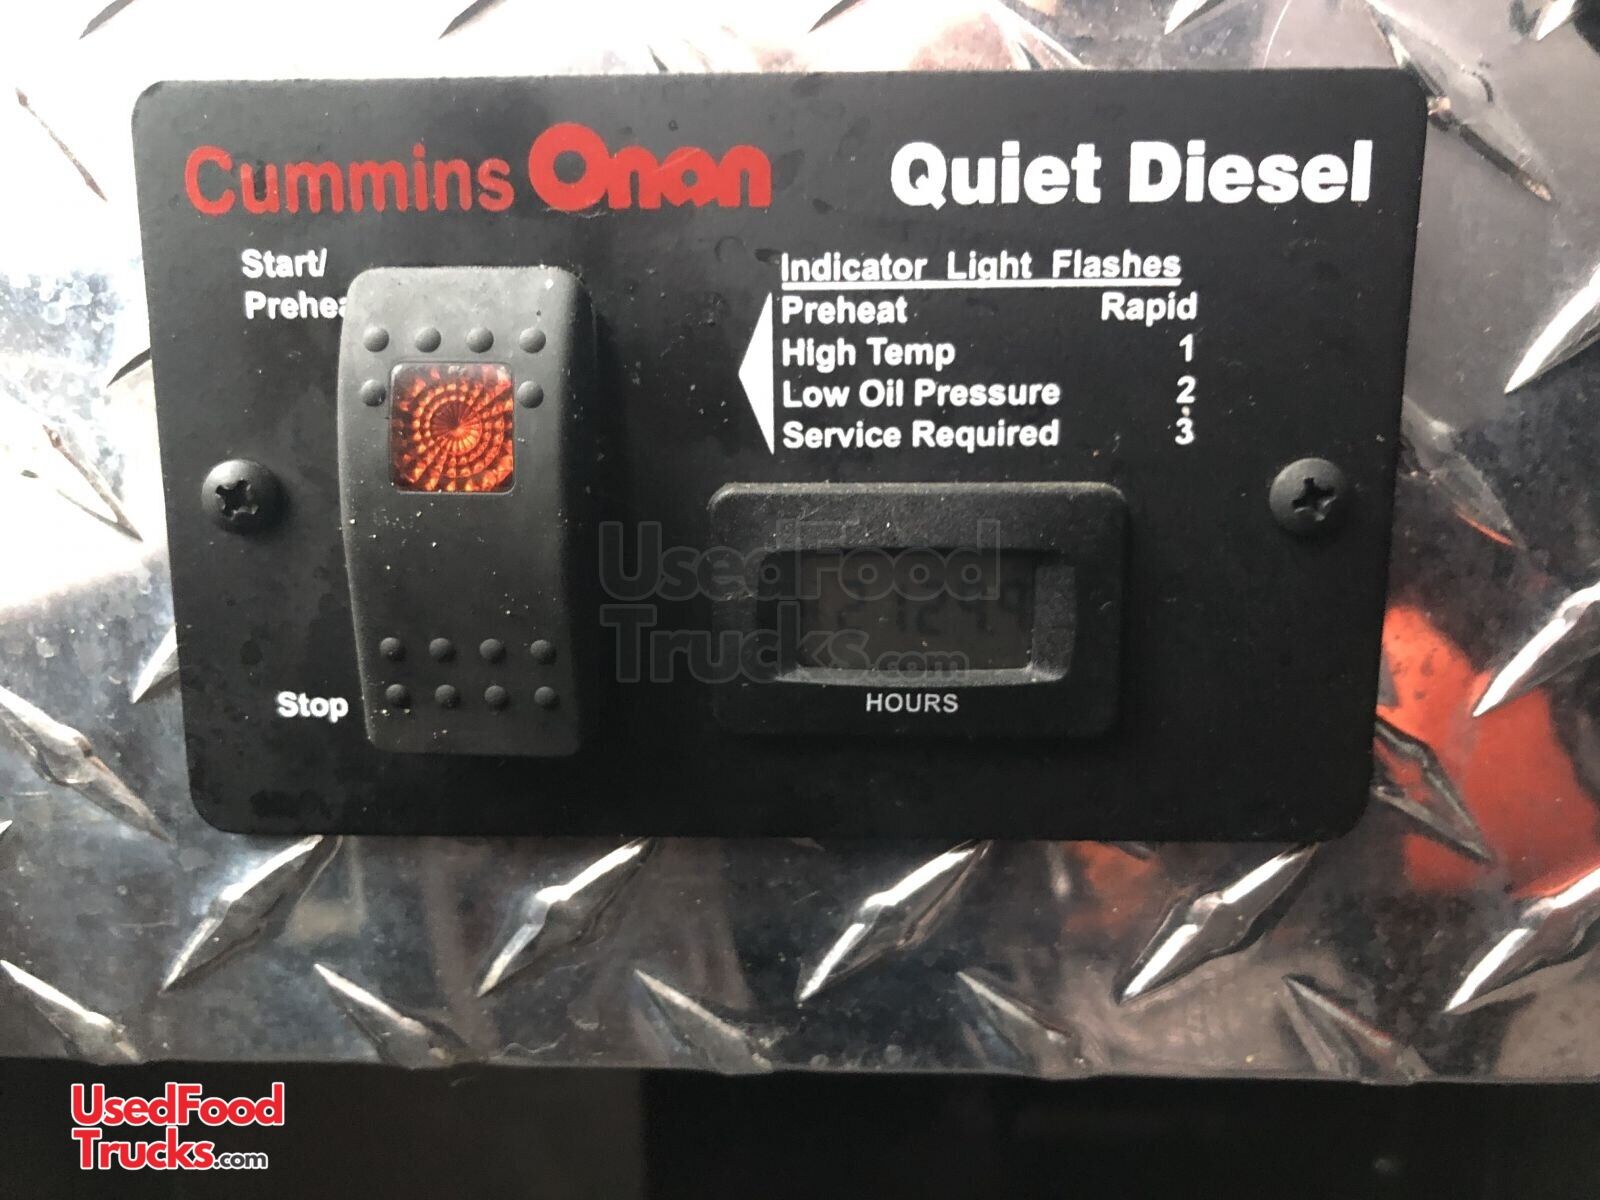 Cummins Onan Quiet Diesel
Start/
Prehea
Indicator Light Flashes
Preheat Rapid
High Temp 1
Low Oil Pressure 2
Service Required 3
UsedFood
Trucks.com
HOURS
Stop
UsedFood
Trucks.com